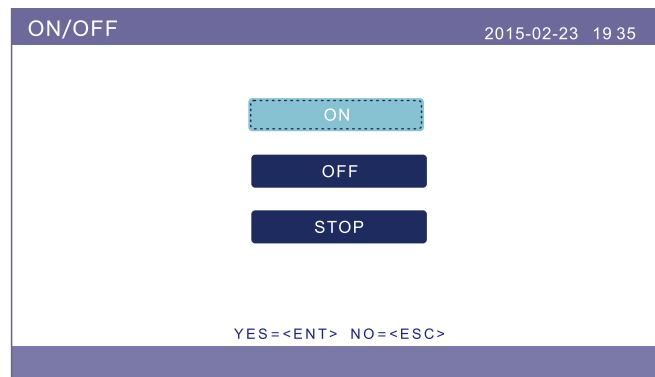 ON/OFF
2015-02-23 19 35
ON
OFF
STOP
YES=<ENT> NO=<ESC>